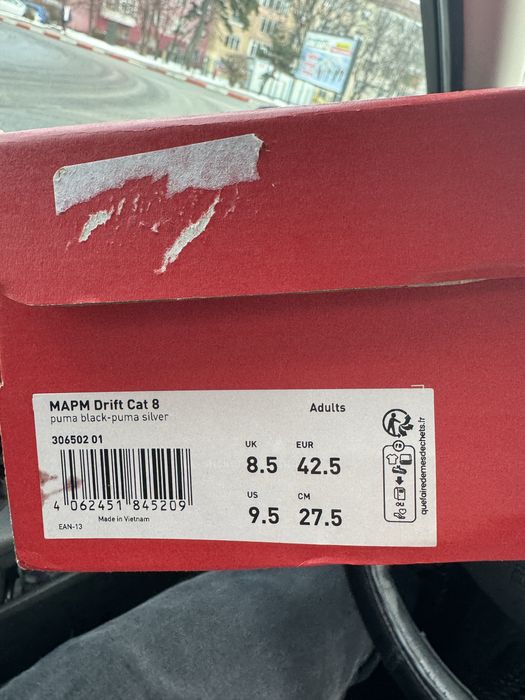 MAPM Drift Cat 8
puma black-puma silver
Adults
306502 01
UK
8.5
EUR
42.5
US
9.5
CM
27.5
4 062451 845209
Made in Vietnam
EAN-13
FR
quefairedemesdechets.fr